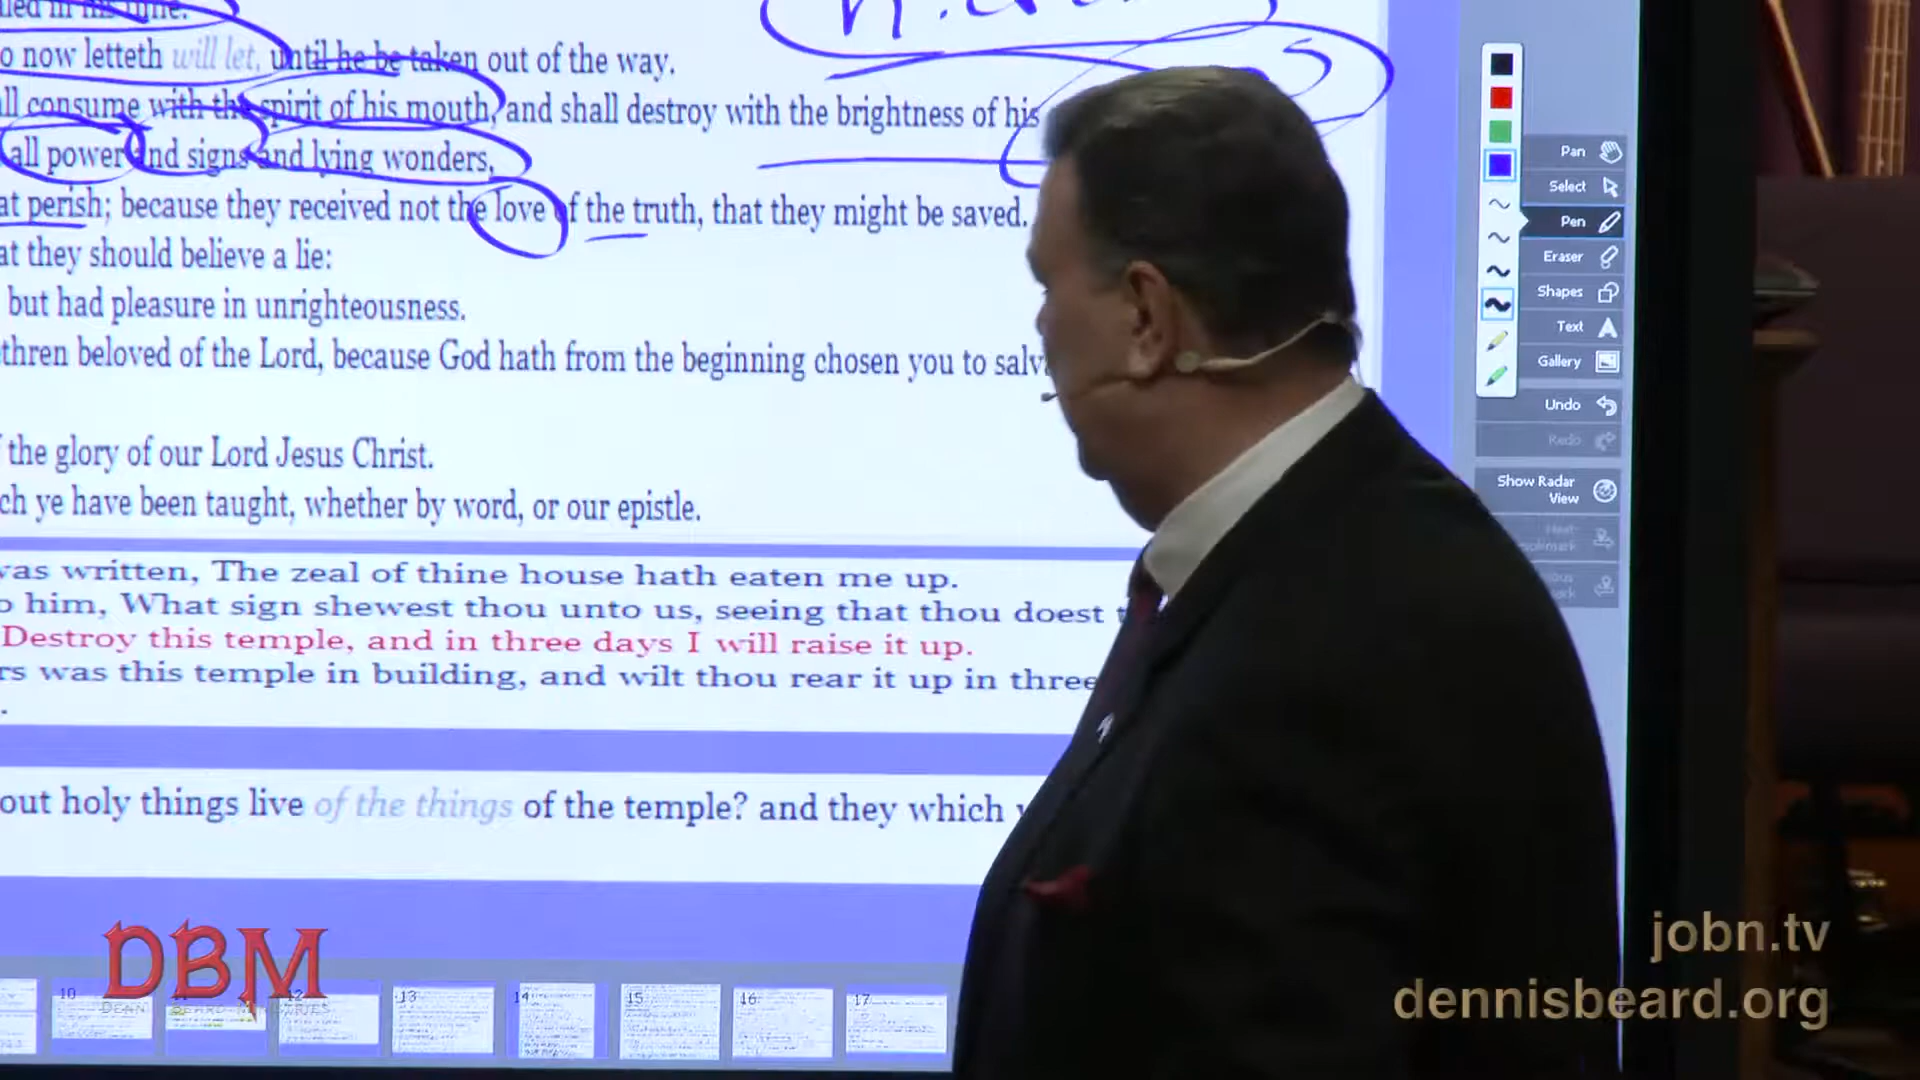 now letteth will let, until he be taken out of the way.
consume with the spirit of his mouth, and shall destroy with the brightness of his
all power and signs and lying wonders,
perish; because they received not the love of the truth, that they might be saved.
they should believe a lie:
but had pleasure in unrighteousness.
beloved of the Lord, because God hath from the beginning chosen you to
the glory of our Lord Jesus Christ.
ye have been taught, whether by word, or our epistle.
was written, The zeal of thine house hath eaten me up.
him, What sign shewest thou unto us, seeing that thou doest
Destroy this temple, and in three days I will raise it up.
was this temple in building, and wilt thou rear it up in three
out holy things live of the things of the temple? and they which
Pan
Select
Pen
Eraser
Shapes
Text
Gallery
Undo
Redo
Show Radar
View
DBM
10
12
13
14
15
16
17
jobn.tv
dennisbeard.org